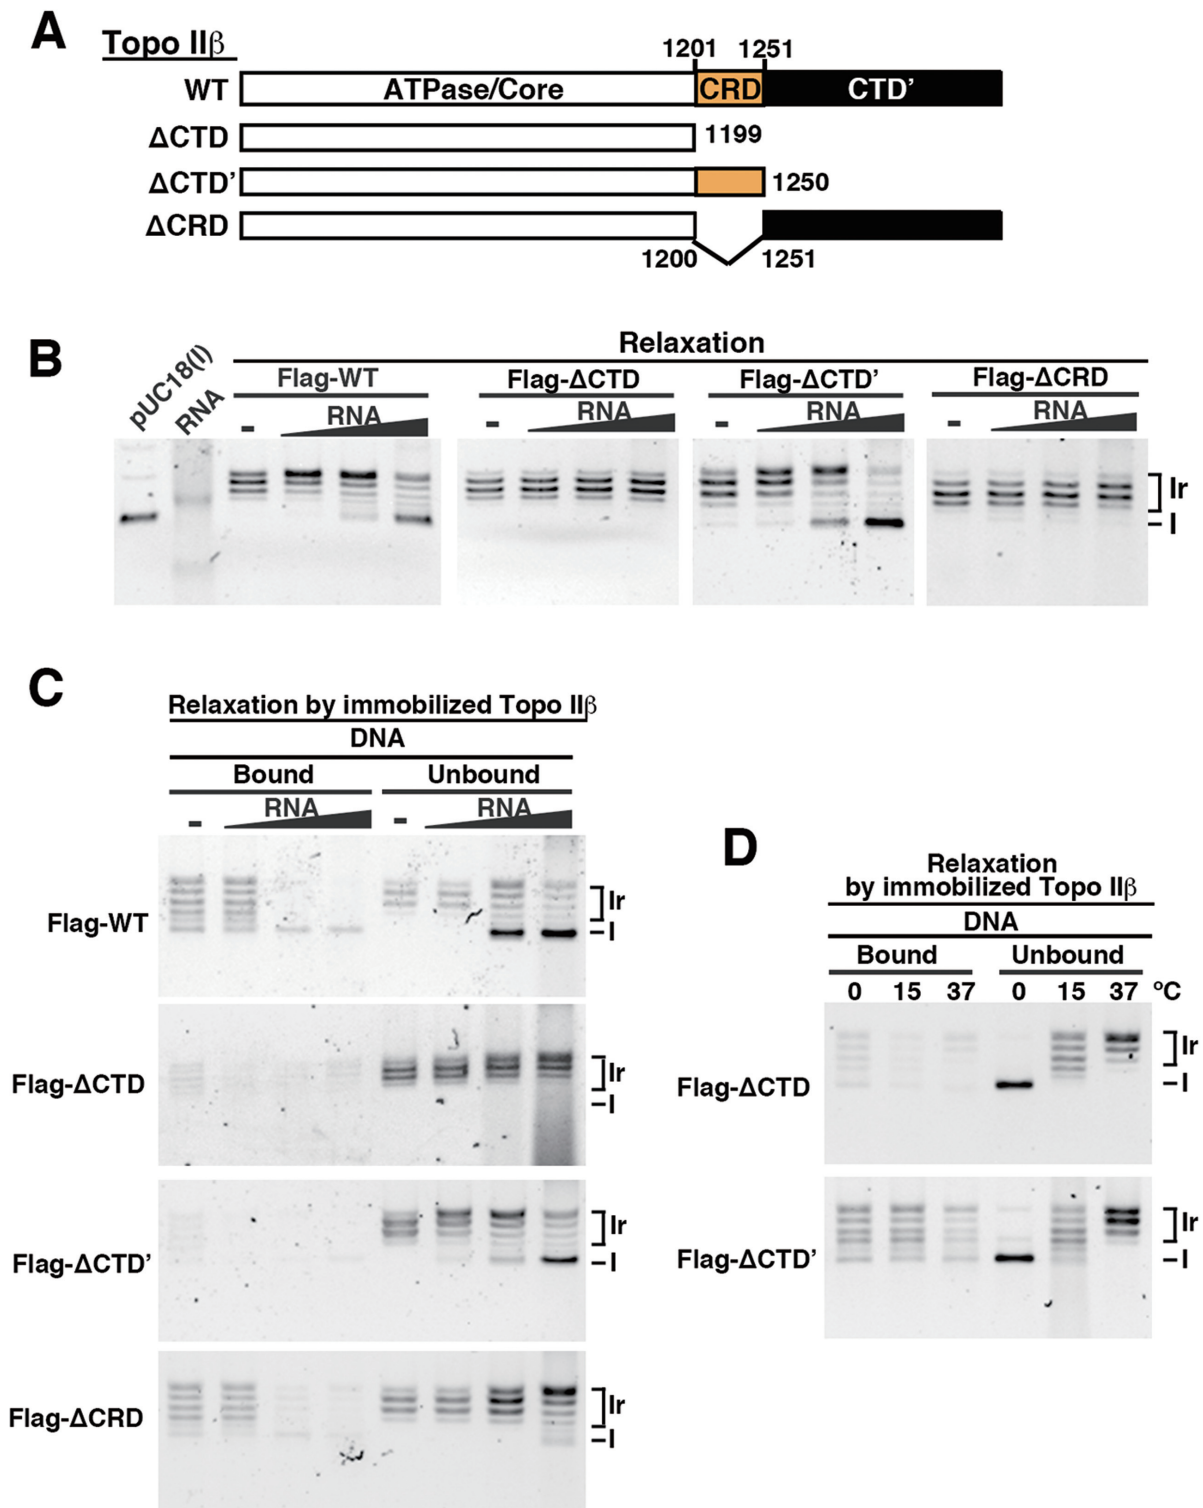 A
Topo IIβ
1201 1251
WT ATPase/Core CRD CTD’
ΔCTD 1199
ΔCTD’ 1250
ΔCRD
1200 1251
B
Relaxation
pUC18(I) RNA
Flag-WT Flag-ΔCTD Flag-ΔCTD’ Flag-ΔCRD
- RNA - RNA - RNA - RNA
Ir
I
C
Relaxation by immobilized Topo IIβ
DNA
Bound Unbound
- RNA - RNA
Flag-WT Ir
I
Flag-ΔCTD Ir
I
Flag-ΔCTD’ Ir
I
Flag-ΔCRD Ir
I
D
Relaxation
by immobilized Topo IIβ
DNA
Bound Unbound
0 15 37 0 15 37 °C
Flag-ΔCTD Ir
I
Flag-ΔCTD’ Ir
I